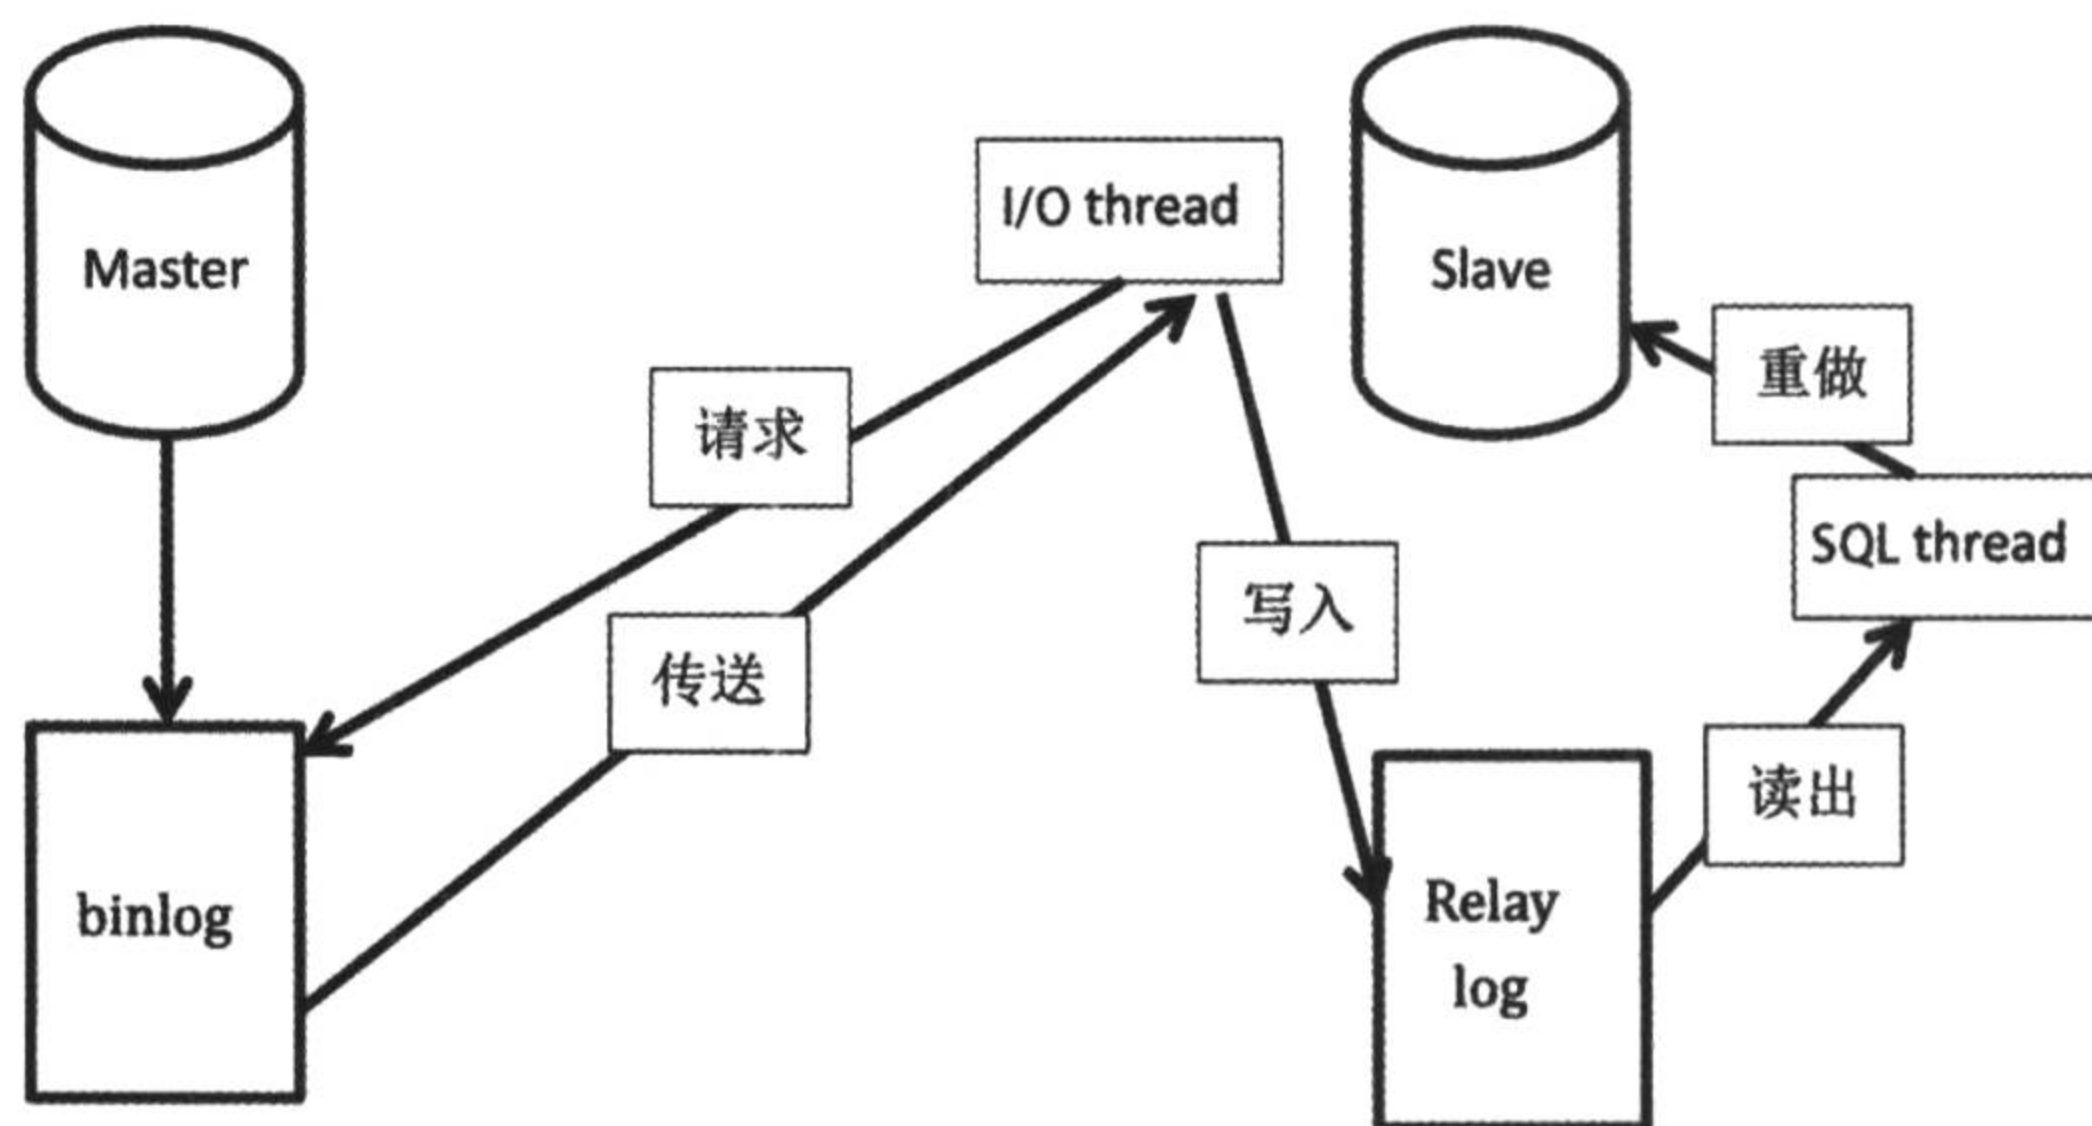 I/O thread
Master
Slave
重做
请求
SQL thread
写入
传送
读出
binlog
Relay
log